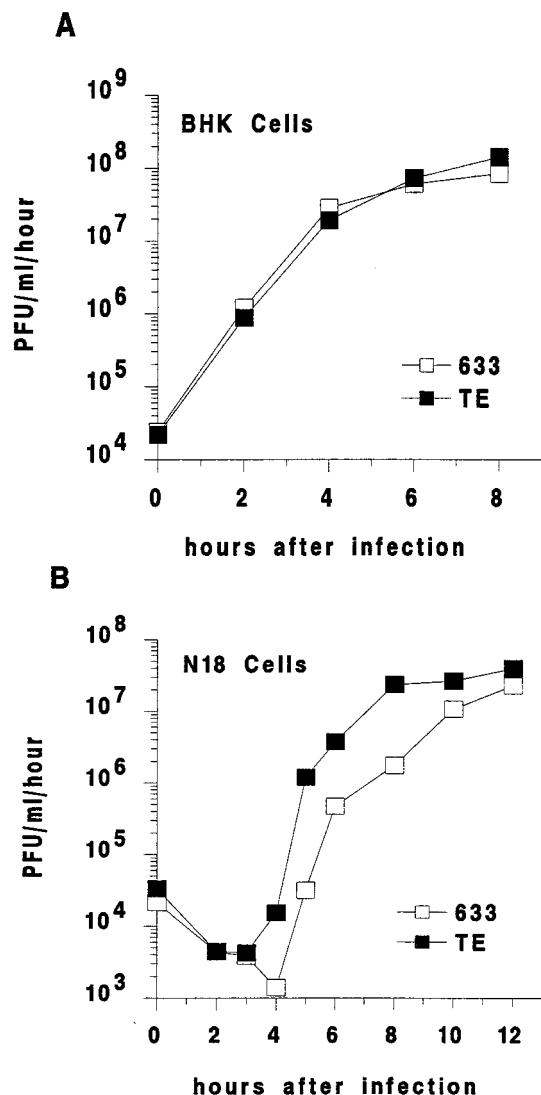 A
BHK Cells
PFU/ml/hour
10^9
10^8
10^7
10^6
10^5
10^4
633
TE
0 2 4 6 8
hours after infection
B
N18 Cells
PFU/ml/hour
10^8
10^7
10^6
10^5
10^4
10^3
633
TE
0 2 4 6 8 10 12
hours after infection